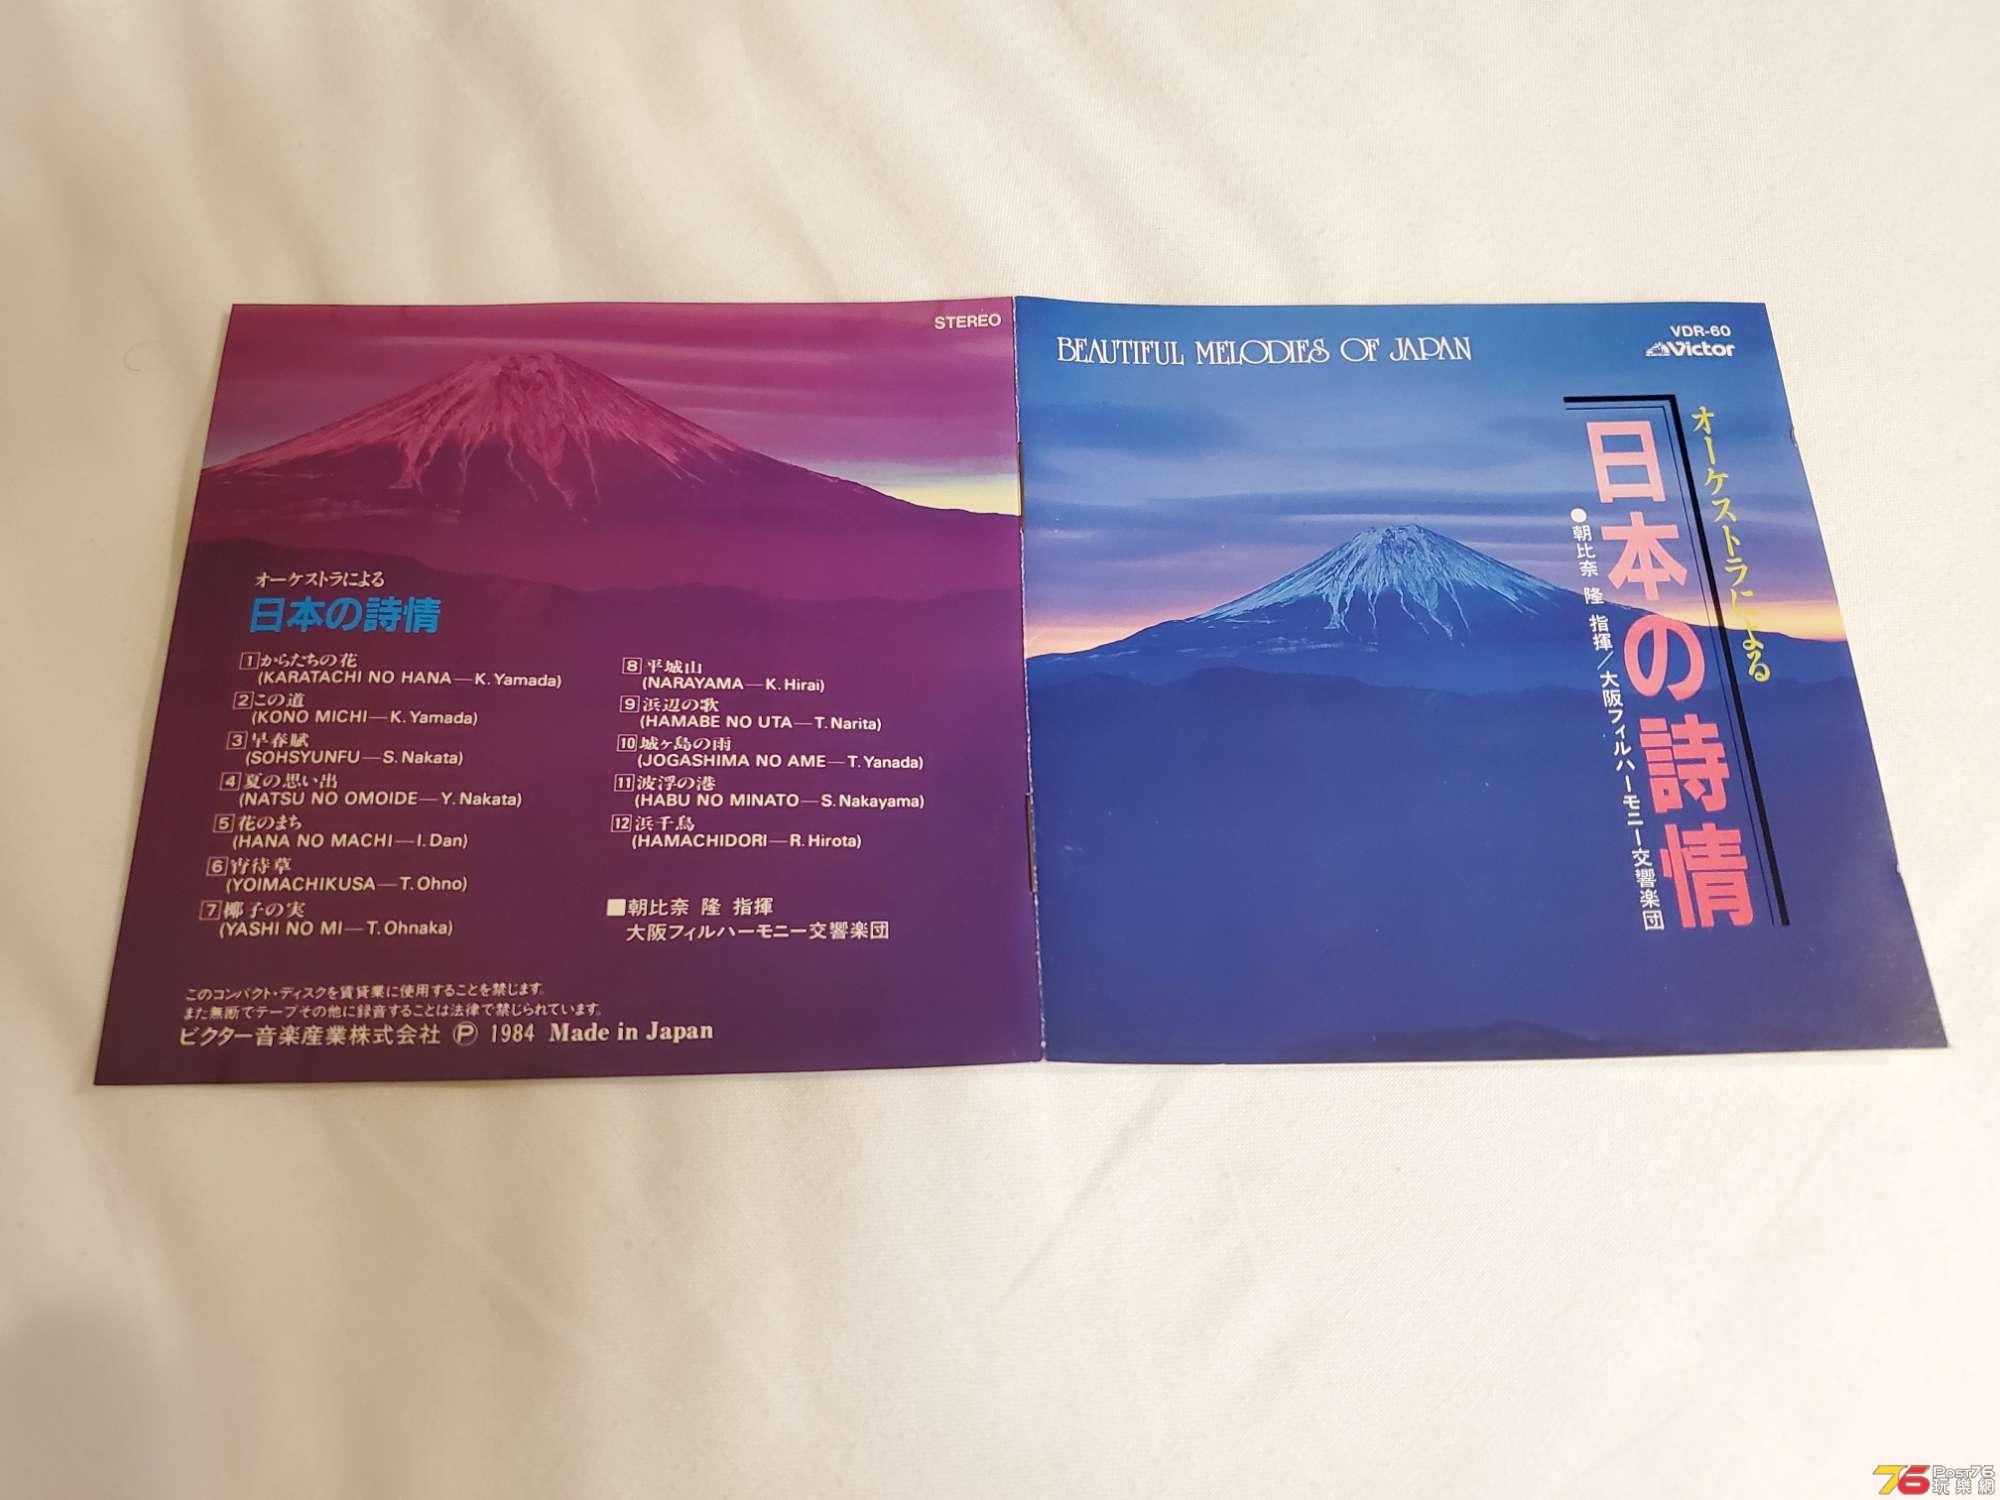 STEREO
オーケストラによる
日本の詩情
1 からたちの花
(KARATACHI NO HANA—K. Yamada)
2 この道
(KONO MICHI—K. Yamada)
3 早春賦
(SOHSYUNFU—S. Nakata)
4 夏の思い出
(NATSU NO OMOIDE—Y. Nakata)
5 花のまち
(HANA NO MACHI—I. Dan)
6 宵待草
(YOIMACHIKUSA—T. Ohno)
7 椰子の実
(YASHI NO MI—T. Ohnaka)
8 平城山
(NARAYAMA—K. Hirai)
9 浜辺の歌
(HAMABE NO UTA—T. Narita)
10 城ヶ島の雨
(JOGASHIMA NO AME—T. Yanada)
11 波浮の港
(HABU NO MINATO—S. Nakayama)
12 浜千鳥
(HAMACHIDORI—R. Hirota)
■朝比奈 隆 指揮
大阪フィルハーモニー交響楽団
このコンパクト・ディスクを賃貸業に使用することを禁じます。
また無断でテープその他に録音することは法律で禁じられています。
ビクター音楽産業株式会社 Ⓟ 1984 Made in Japan
BEAUTIFUL MELODIES OF JAPAN
VDR-60
Victor
オーケストラによる
日本の詩情
●朝比奈 隆 指揮/大阪フィルハーモニー交響楽団
76 Post76
玩樂網